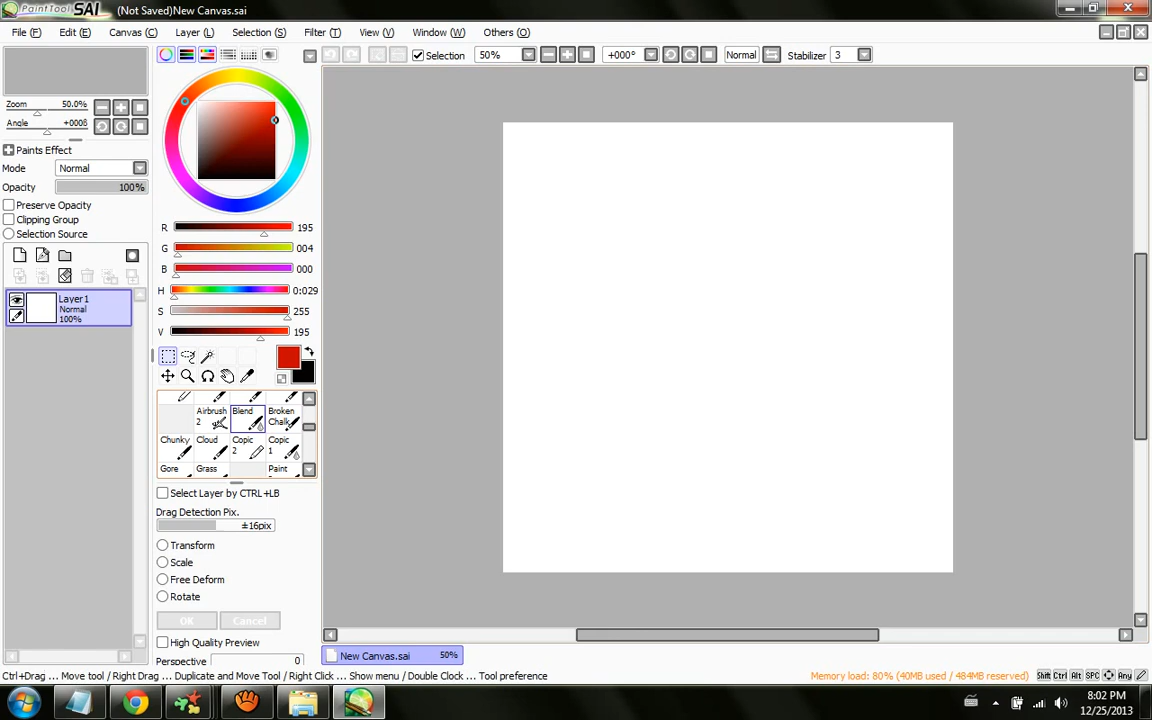 PaintTool SAI (Not Saved)New Canvas.sai
File (F) Edit (E) Canvas (C) Layer (L) Selection (S) Filter (T) View (V) Window (W) Others (O)
Selection 50% +000° Normal Stabilizer 3
Zoom 50.0%
Angle +000ß
Paints Effect
Mode Normal
Opacity 100%
Preserve Opacity
Clipping Group
Selection Source
Layer1
Normal
100%
R 195
G 004
B 000
H 0:029
S 255
V 195
Airbrush 2
Blend
Broken Chalk
Chunky
Cloud
Copic 2
Copic 1
Gore
Grass
Paint
Select Layer by CTRL+LB
Drag Detection Pix.
±16pix
Transform
Scale
Free Deform
Rotate
OK Cancel
High Quality Preview
Perspective 0
New Canvas.sai 50%
Ctrl+Drag ... Move tool / Right Drag ... Duplicate and Move Tool / Right Click ... Show menu / Double Clock ... Tool preference
Memory load: 80% (40MB used / 484MB reserved)
Shift Ctrl Alt SPC Any
8:02 PM
12/25/2013